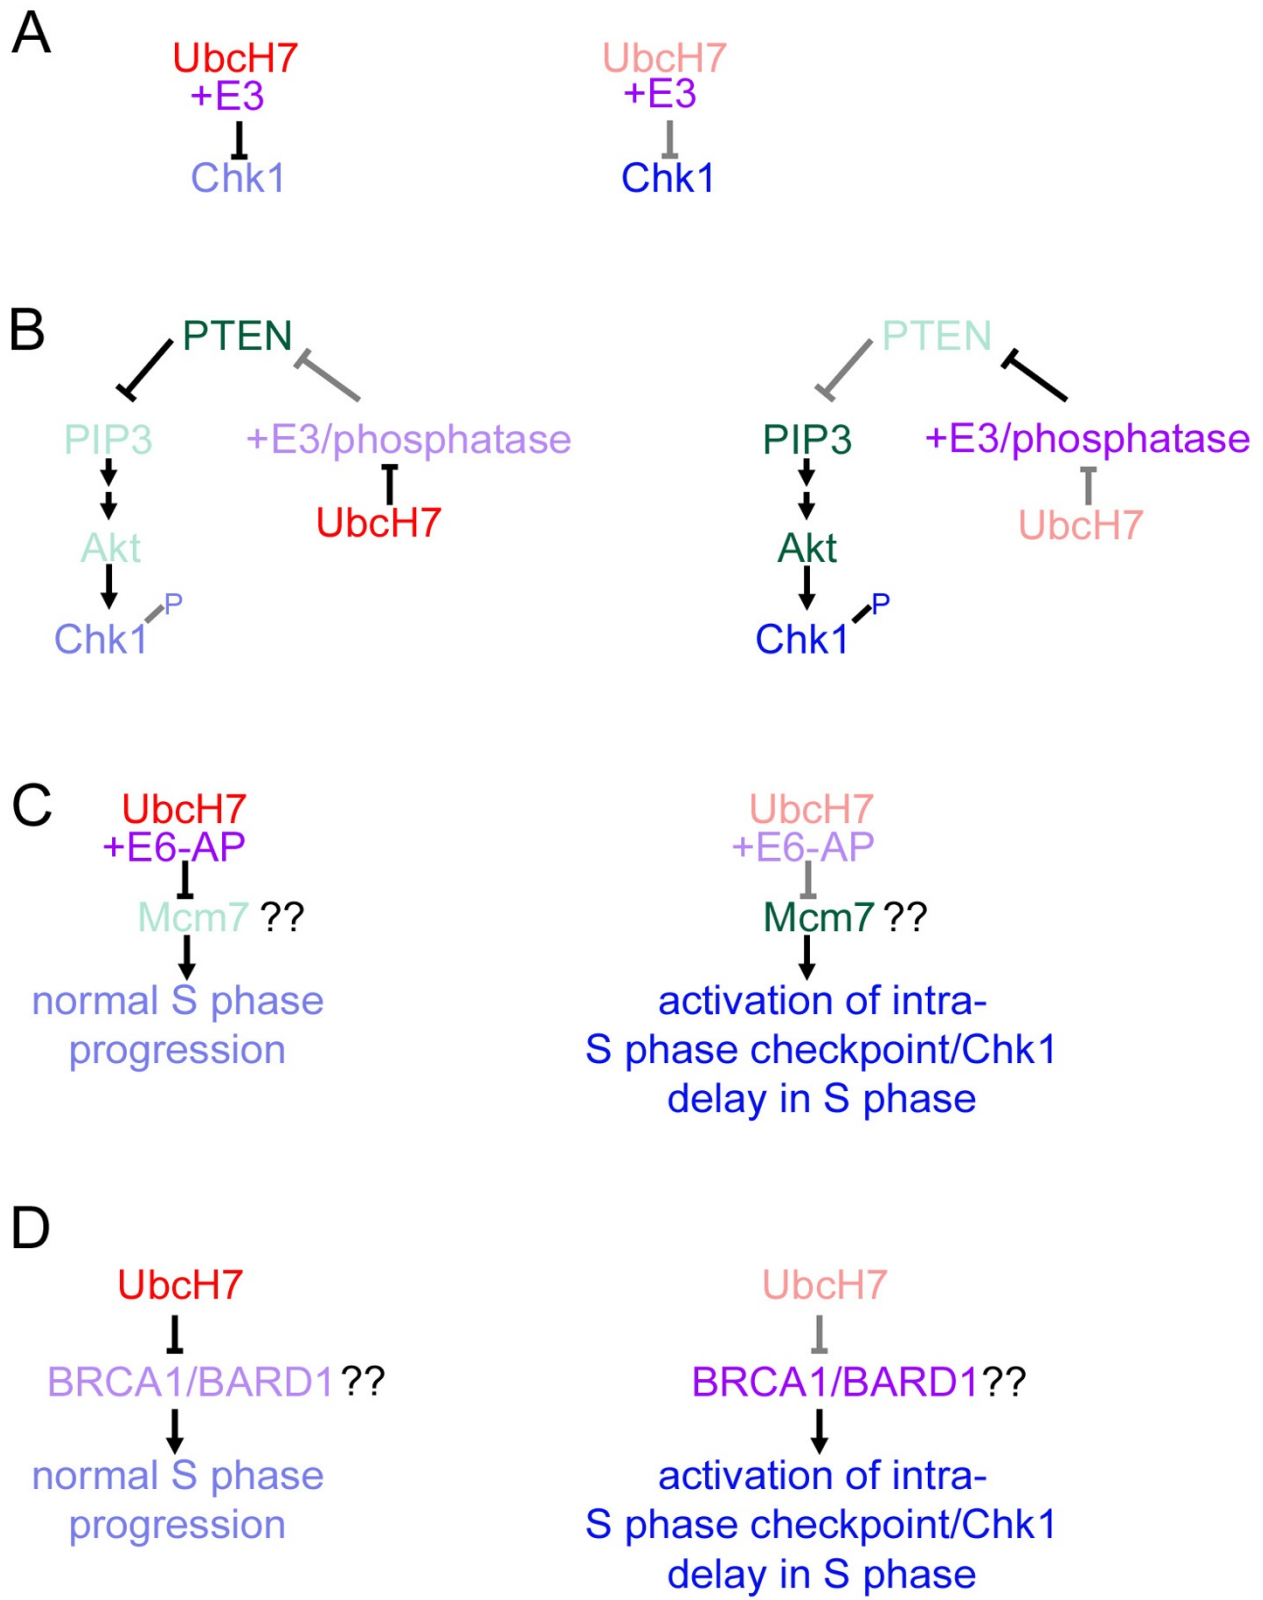 A
UbcH7
+E3
Chk1
UbcH7
+E3
Chk1
B
PTEN
PIP3
+E3/phosphatase
UbcH7
Akt
P
Chk1
PTEN
PIP3
+E3/phosphatase
UbcH7
Akt
P
Chk1
C
UbcH7
+E6-AP
Mcm7 ??
normal S phase
progression
UbcH7
+E6-AP
Mcm7 ??
activation of intra-
S phase checkpoint/Chk1
delay in S phase
D
UbcH7
BRCA1/BARD1??
normal S phase
progression
UbcH7
BRCA1/BARD1??
activation of intra-
S phase checkpoint/Chk1
delay in S phase